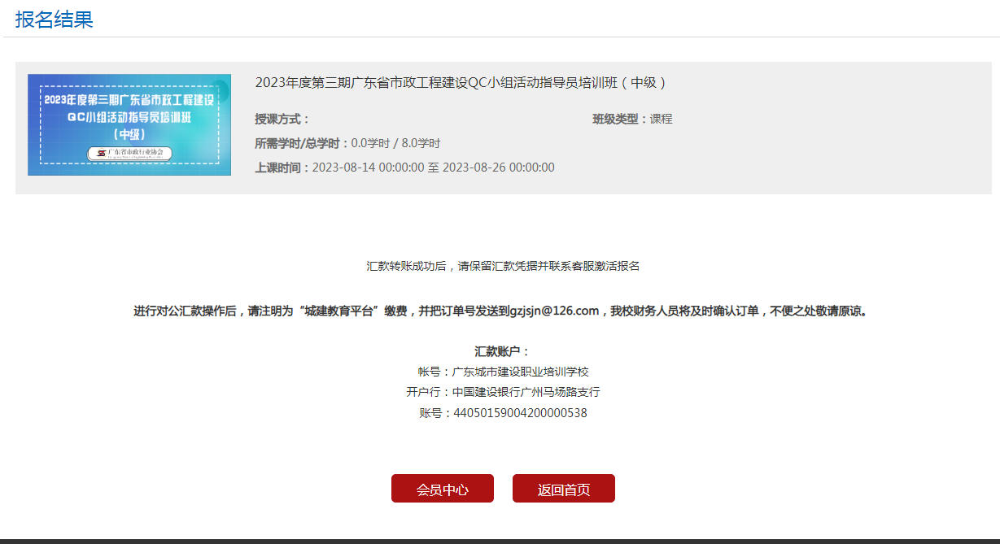 报名结果
2023年度第三期广东省市政工程建设
QC小组活动指导员培训班
(中级)
广东省市政行业协会
2023年度第三期广东省市政工程建设QC小组活动指导员培训班(中级)
授课方式:
班级类型:课程
所需学时/总学时:0.0学时 / 8.0学时
上课时间:2023-08-14 00:00:00 至 2023-08-26 00:00:00
汇款转账成功后,请保留汇款凭据并联系客服激活报名
进行对公汇款操作后,请注明为“城建教育平台”缴费,并把订单号发送到gzjsjn@126.com,我校财务人员将及时确认订单,不便之处敬请原谅。
汇款账户:
帐号:广东城市建设职业培训学校
开户行:中国建设银行广州马场路支行
账号:44050159004200000538
会员中心
返回首页